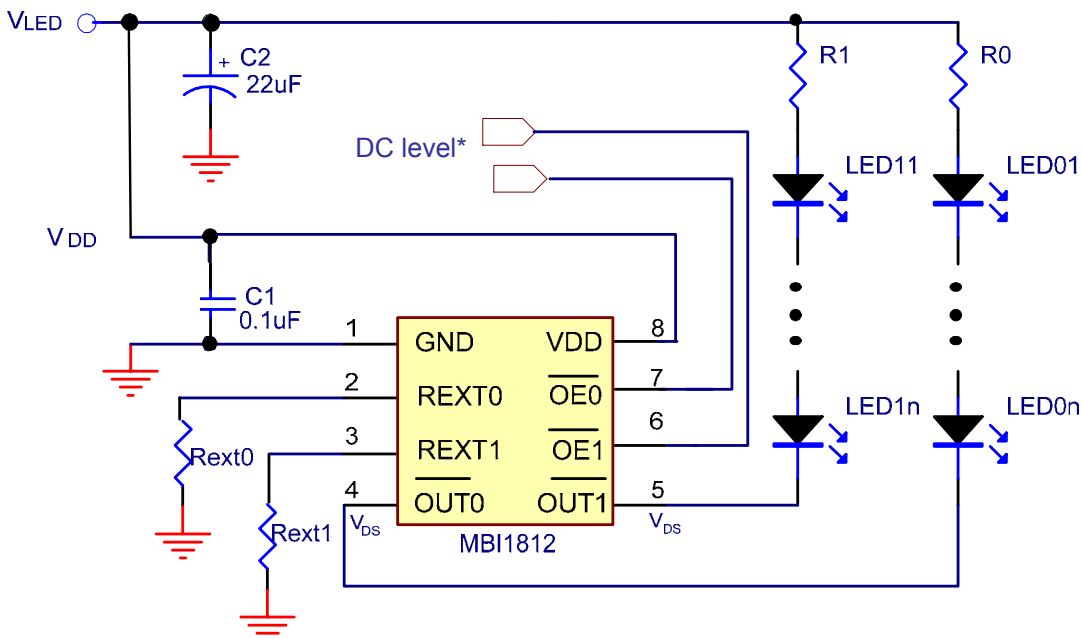 VLED
+ C2
22uF
R1
R0
DC level*
LED11
LED01
VDD
C1
0.1uF
1
GND
VDD
8
2
REXT0
OE0
7
3
REXT1
OE1
6
4
OUT0
OUT1
5
VDS
VDS
Rext0
Rext1
MBI1812
LED1n
LED0n